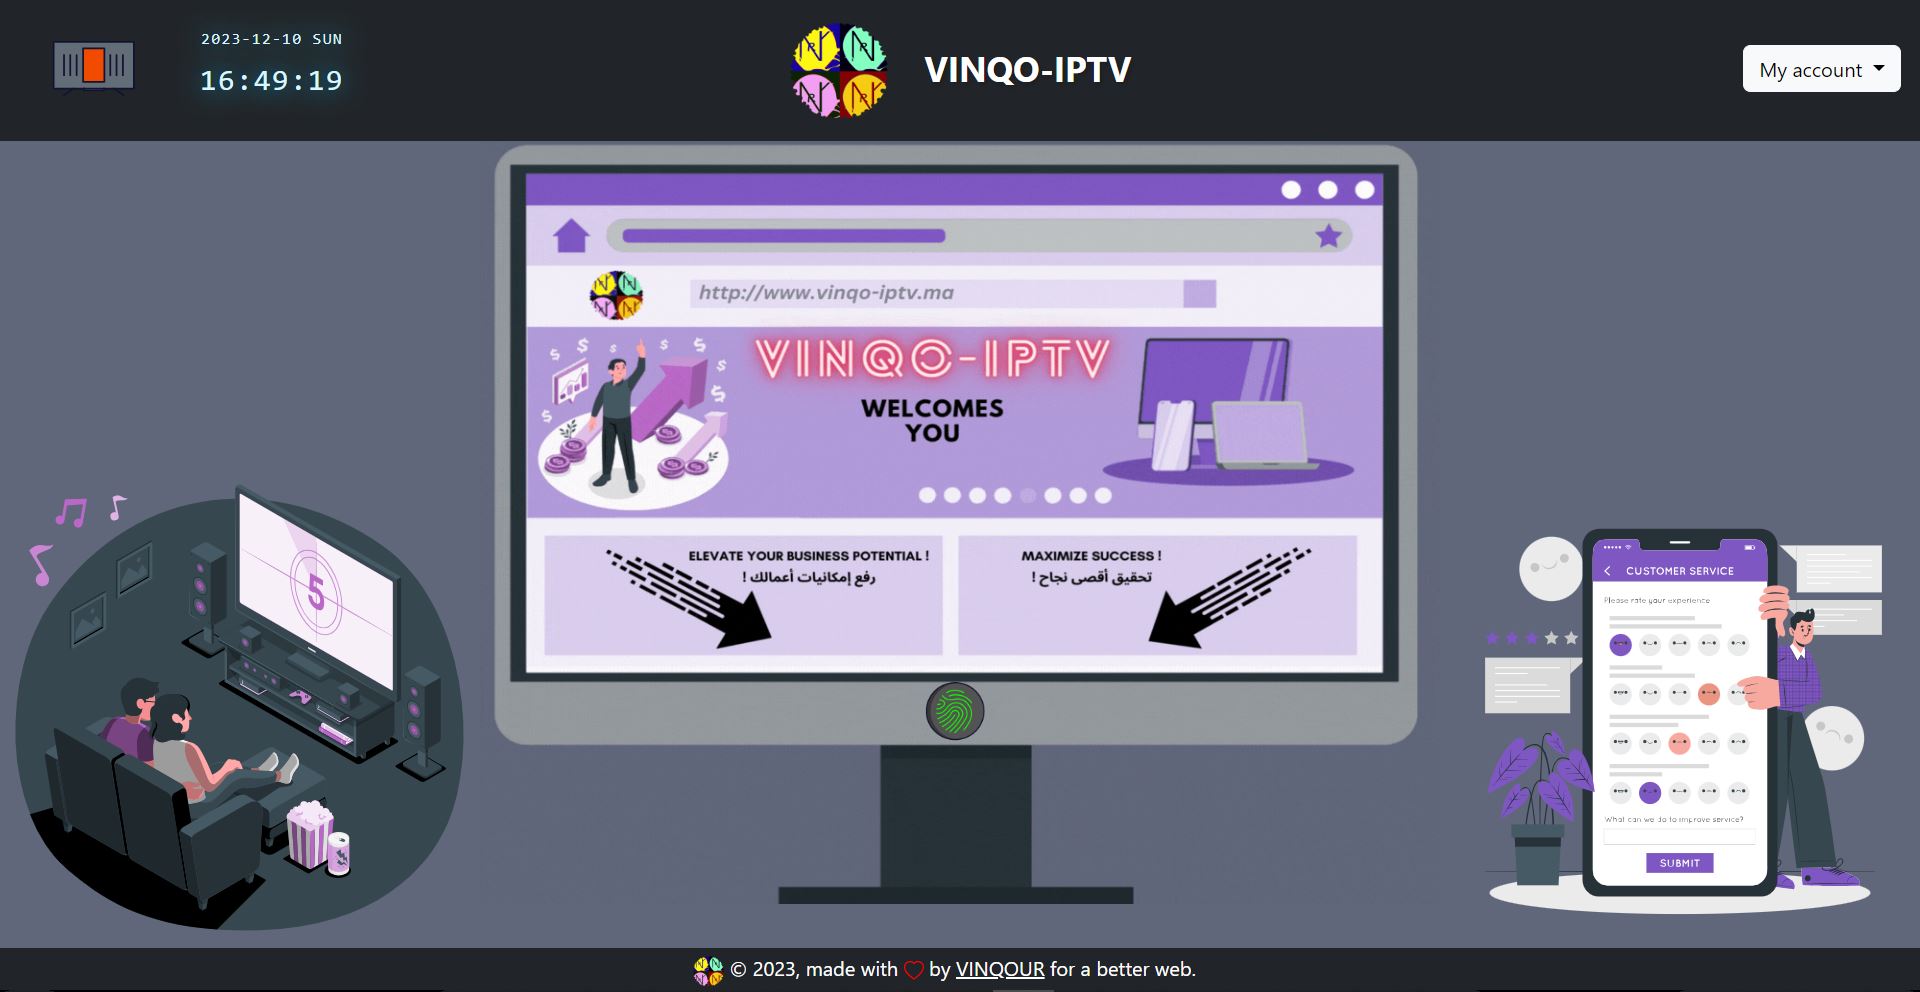 2023-12-10 SUN
16:49:19
VINQO-IPTV
My account
http://www.vinqo-iptv.ma
VINQO-IPTV
WELCOMES
YOU
ELEVATE YOUR BUSINESS POTENTIAL !
رفع إمكانيات أعمالك !
MAXIMIZE SUCCESS !
تحقيق أقصى نجاح !
5
CUSTOMER SERVICE
Please rate your experience
What can we do to improve service?
SUBMIT
© 2023, made with by VINQOUR for a better web.